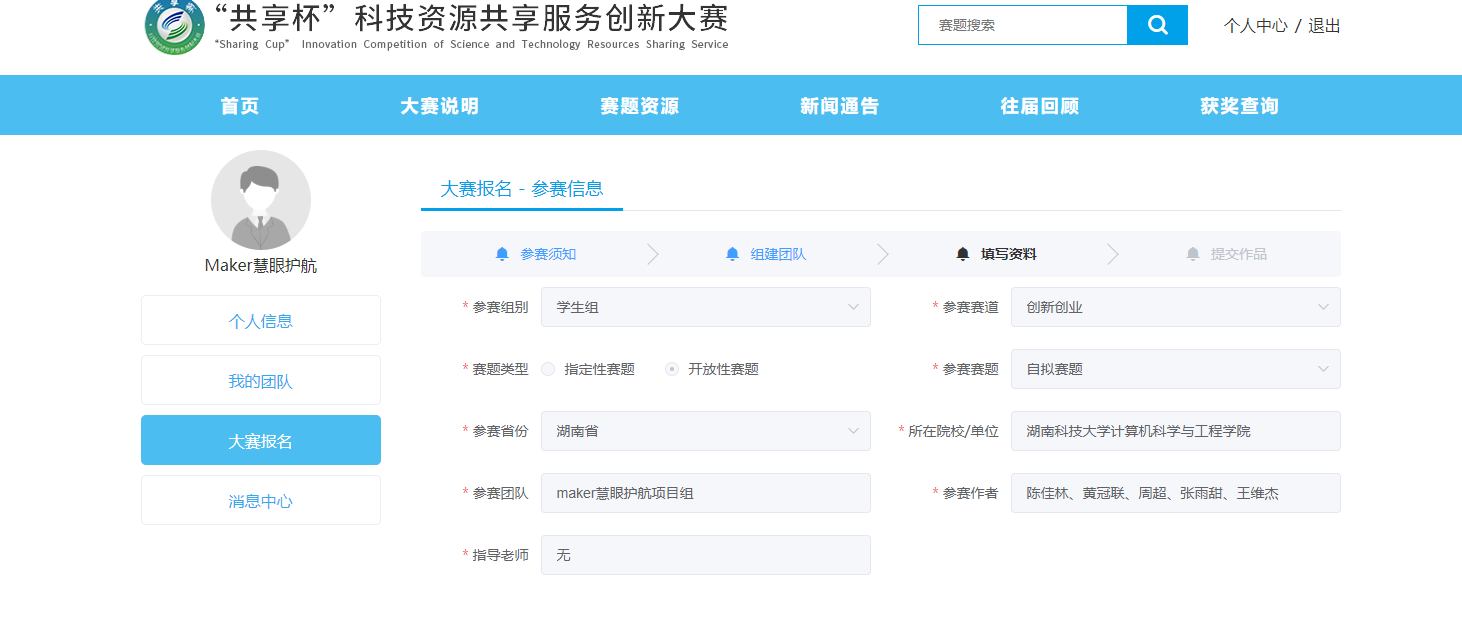 共享杯
“共享杯”科技资源共享服务创新大赛
“Sharing Cup” Innovation Competition of Science and Technology Resources Sharing Service
赛题搜索
个人中心 / 退出
首页 大赛说明 赛题资源 新闻通告 往届回顾 获奖查询
Maker慧眼护航
个人信息
我的团队
大赛报名
消息中心
大赛报名 - 参赛信息
参赛须知 组建团队 填写资料 提交作品
* 参赛组别 学生组 * 参赛赛道 创新创业
* 赛题类型 指定性赛题 开放性赛题 * 参赛赛题 自拟赛题
* 参赛省份 湖南省 * 所在院校/单位 湖南科技大学计算机科学与工程学院
* 参赛团队 maker慧眼护航项目组 * 参赛作者 陈佳林、黄冠联、周超、张雨甜、王维杰
* 指导老师 无